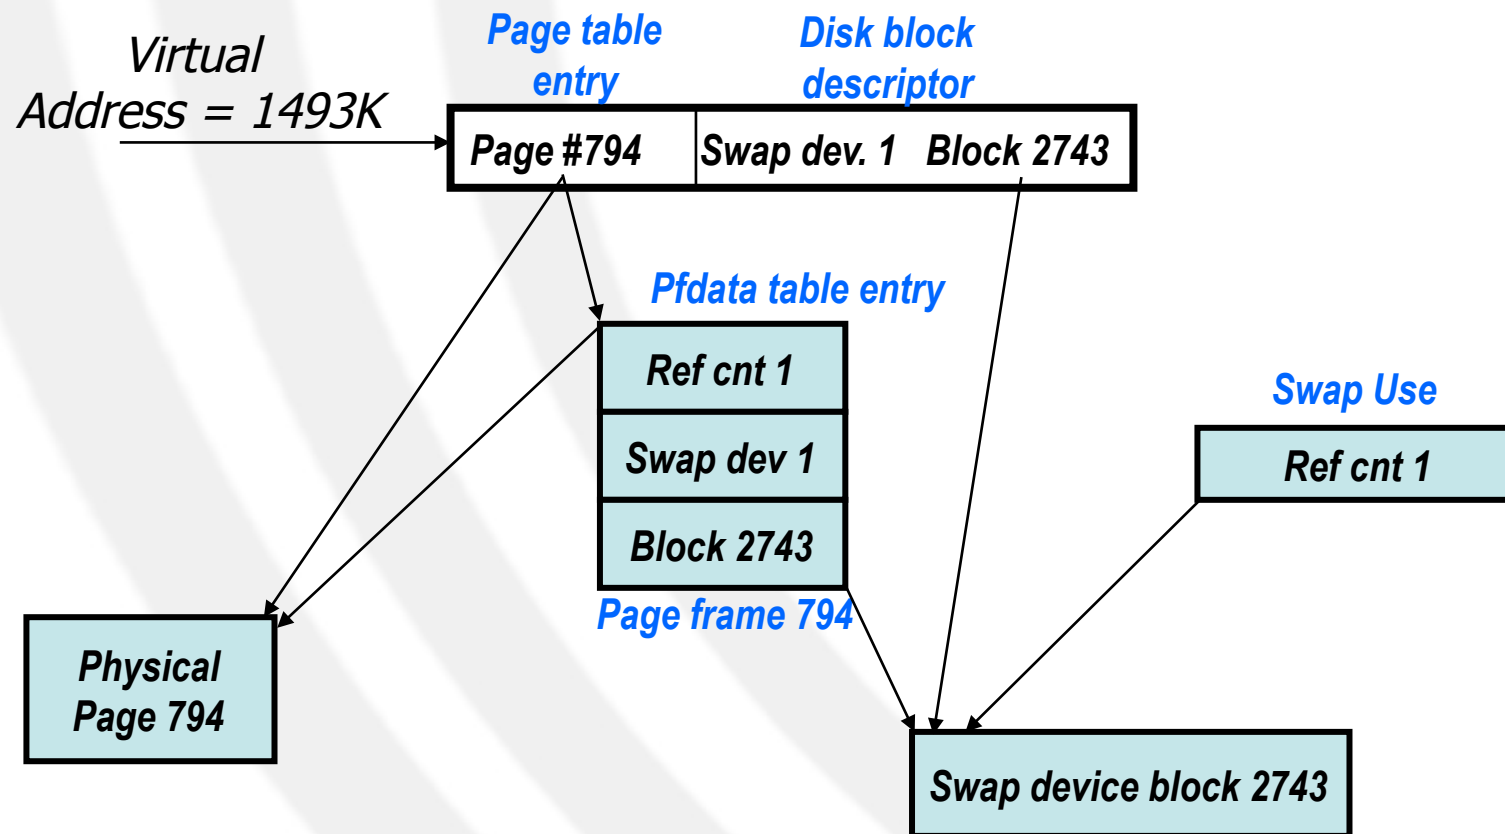 Page table
entry
Disk block
descriptor
Virtual
Address = 1493K
Page #794
Swap dev. 1 Block 2743
Pfdata table entry
Ref cnt 1
Swap dev 1
Block 2743
Page frame 794
Swap Use
Ref cnt 1
Physical
Page 794
Swap device block 2743